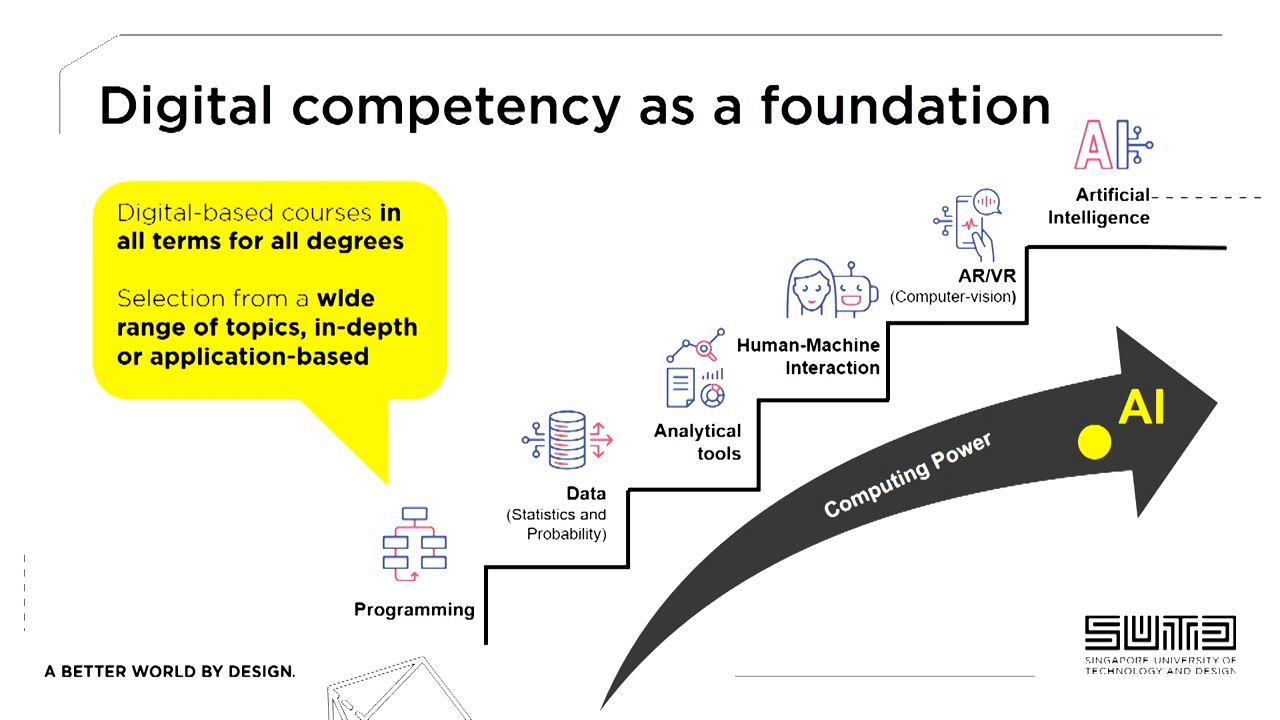 Digital competency as a foundation
Digital-based courses in
all terms for all degrees
Selection from a wide
range of topics, in-depth
or application-based
AI
Artificial
Intelligence
AR/VR
(Computer-vision)
Human-Machine
Interaction
Analytical
tools
Data
(Statistics and
Probability)
Programming
Computing Power
AI
A BETTER WORLD BY DESIGN.
SUTD
SINGAPORE UNIVERSITY OF
TECHNOLOGY AND DESIGN